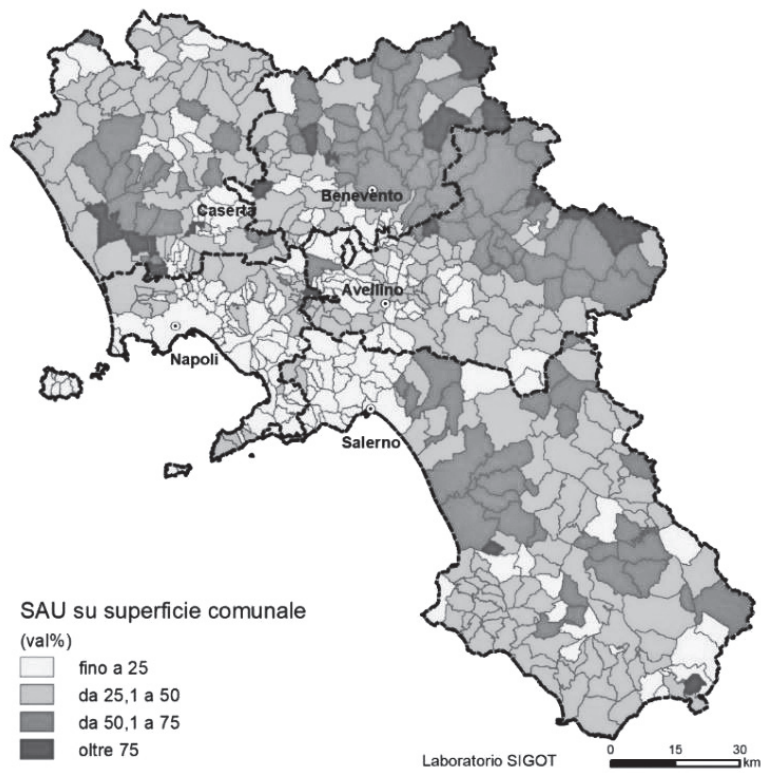 Benevento
Caserta
Avellino
Napoli
Salerno
SAU su superficie comunale
(val%)
fino a 25
da 25,1 a 50
da 50,1 a 75
oltre 75
Laboratorio SIGOT
0 15 30
km